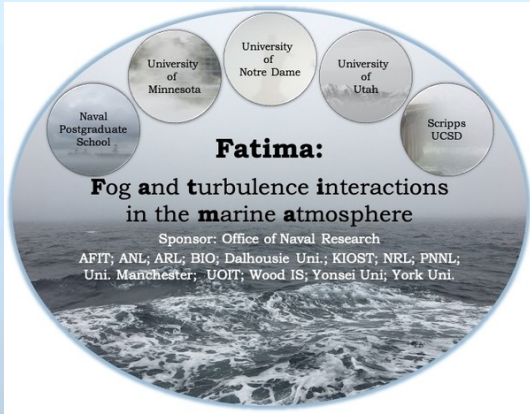 Naval
Postgraduate
School
University
of
Minnesota
University
of
Notre Dame
University
of
Utah
Scripps
UCSD
Fatima:
Fog and turbulence interactions
in the marine atmosphere
Sponsor: Office of Naval Research
AFIT; ANL; ARL; BIO; Dalhousie Uni.; KIOST; NRL; PNNL;
Uni. Manchester; UOIT; Wood IS; Yonsei Uni; York Uni.